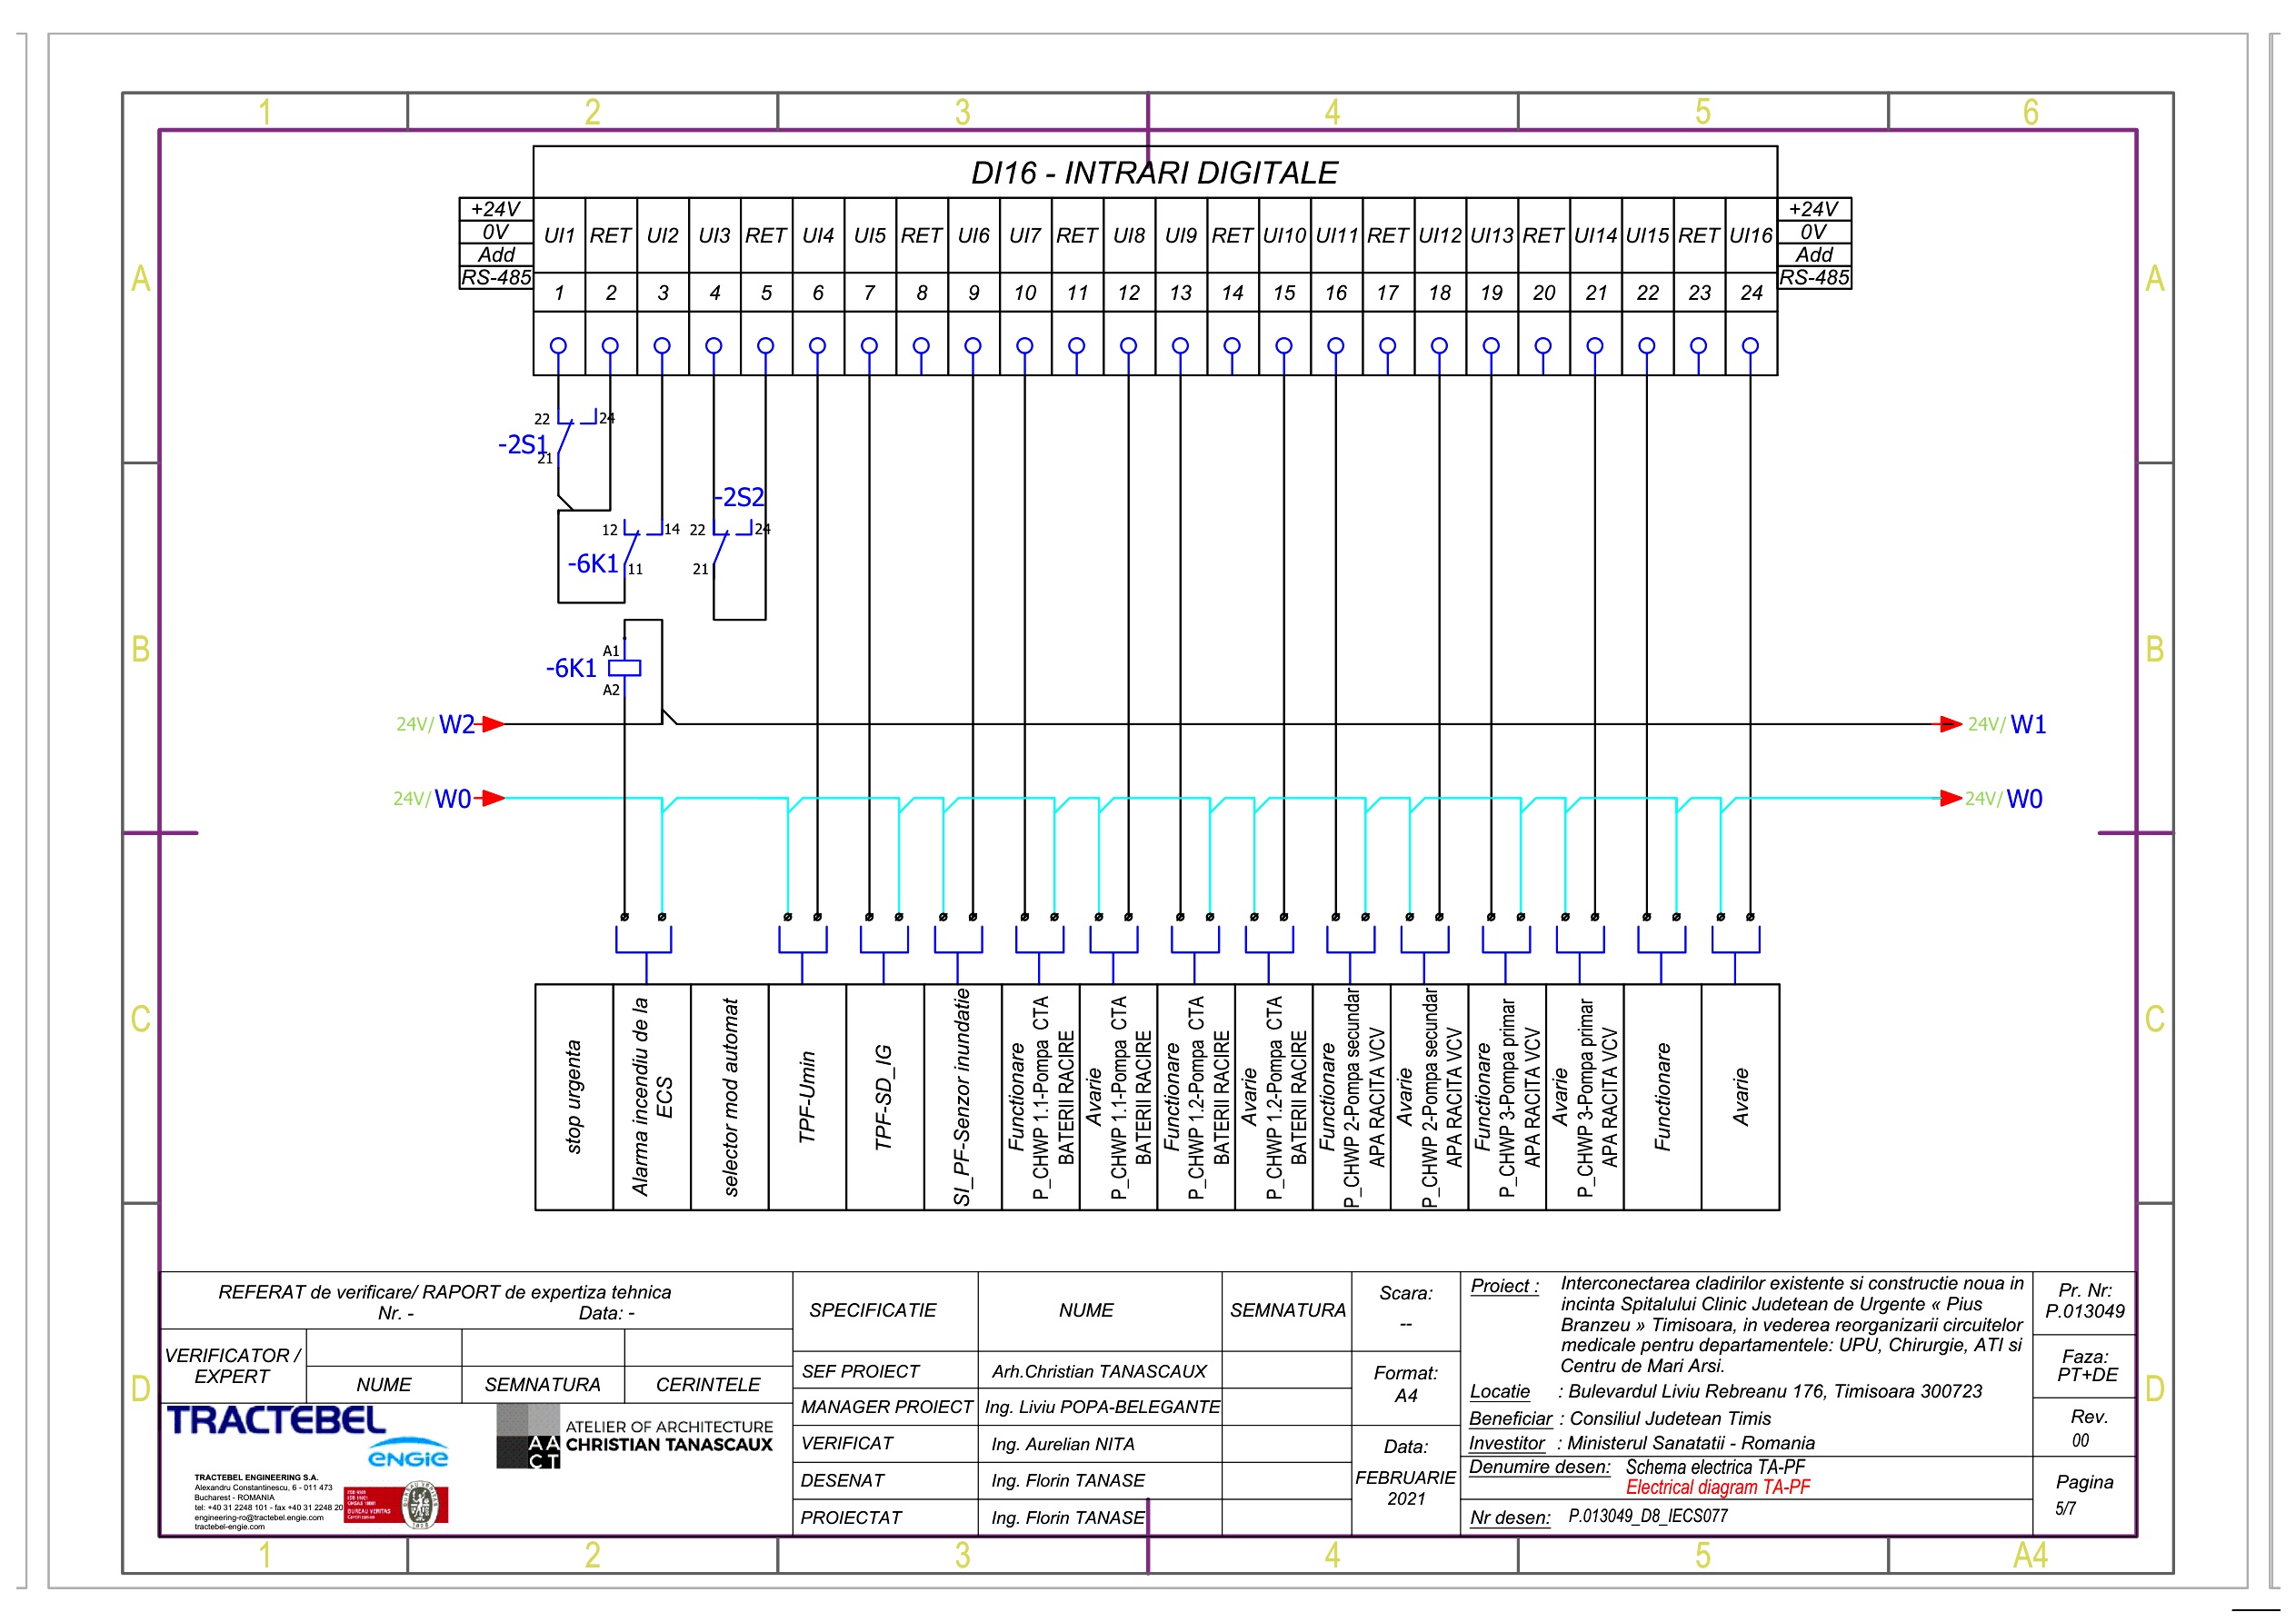 1 2 3 4 5 6
A A
B B
C C
D D
DI16 - INTRARI DIGITALE
+24V
0V
Add
RS-485
UI1 RET UI2 UI3 RET UI4 UI5 RET UI6 UI7 RET UI8 UI9 RET UI10 UI11 RET UI12 UI13 RET UI14 UI15 RET UI16
1 2 3 4 5 6 7 8 9 10 11 12 13 14 15 16 17 18 19 20 21 22 23 24
+24V
0V
Add
RS-485
22 24
-2S1
21
-2S2
12 14 22 24
-6K1 11 21
A1
-6K1
A2
24V/ W2 24V/ W1
24V/ W0 24V/ W0
stop urgenta
Alarma incendiu de la
ECS
selector mod automat
TPF-Umin
TPF-SD_IG
SI_PF-Senzor inundatie
Functionare
P_CHWP 1.1-Pompa CTA
BATERII RACIRE
Avarie
P_CHWP 1.1-Pompa CTA
BATERII RACIRE
Functionare
P_CHWP 1.2-Pompa CTA
BATERII RACIRE
Avarie
P_CHWP 1.2-Pompa CTA
BATERII RACIRE
Functionare
P_CHWP 2-Pompa secundar
APA RACITA VCV
Avarie
P_CHWP 2-Pompa secundar
APA RACITA VCV
Functionare
P_CHWP 3-Pompa primar
APA RACITA VCV
Avarie
P_CHWP 3-Pompa primar
APA RACITA VCV
Functionare
Avarie
REFERAT de verificare/ RAPORT de expertiza tehnica
Nr. - Data: -
VERIFICATOR /
EXPERT
NUME SEMNATURA CERINTELE
TRACTEBEL
ENGIE
AA
CT
ATELIER OF ARCHITECTURE
CHRISTIAN TANASCAUX
TRACTEBEL ENGINEERING S.A.
Alexandru Constantinescu, 6 - 011 473
Bucharest - ROMANIA
tel: +40 31 2248 101 - fax +40 31 2248 20
engineering-ro@tractebel.engie.com
tractebel-engie.com
BUREAU VERITAS
SPECIFICATIE NUME SEMNATURA
SEF PROIECT Arh.Christian TANASCAUX
MANAGER PROIECT Ing. Liviu POPA-BELEGANTE
VERIFICAT Ing. Aurelian NITA
DESENAT Ing. Florin TANASE
PROIECTAT Ing. Florin TANASE
Scara:
--
Format:
A4
Data:
FEBRUARIE
2021
Proiect : Interconectarea cladirilor existente si constructie noua in
incinta Spitalului Clinic Judetean de Urgente « Pius
Branzeu » Timisoara, in vederea reorganizarii circuitelor
medicale pentru departamentele: UPU, Chirurgie, ATI si
Centru de Mari Arsi.
Locatie : Bulevardul Liviu Rebreanu 176, Timisoara 300723
Beneficiar : Consiliul Judetean Timis
Investitor : Ministerul Sanatatii - Romania
Denumire desen: Schema electrica TA-PF
Electrical diagram TA-PF
Nr desen: P.013049_D8_IECS077
Pr. Nr:
P.013049
Faza:
PT+DE
Rev.
00
Pagina
5/7
1 2 3 4 5 A4